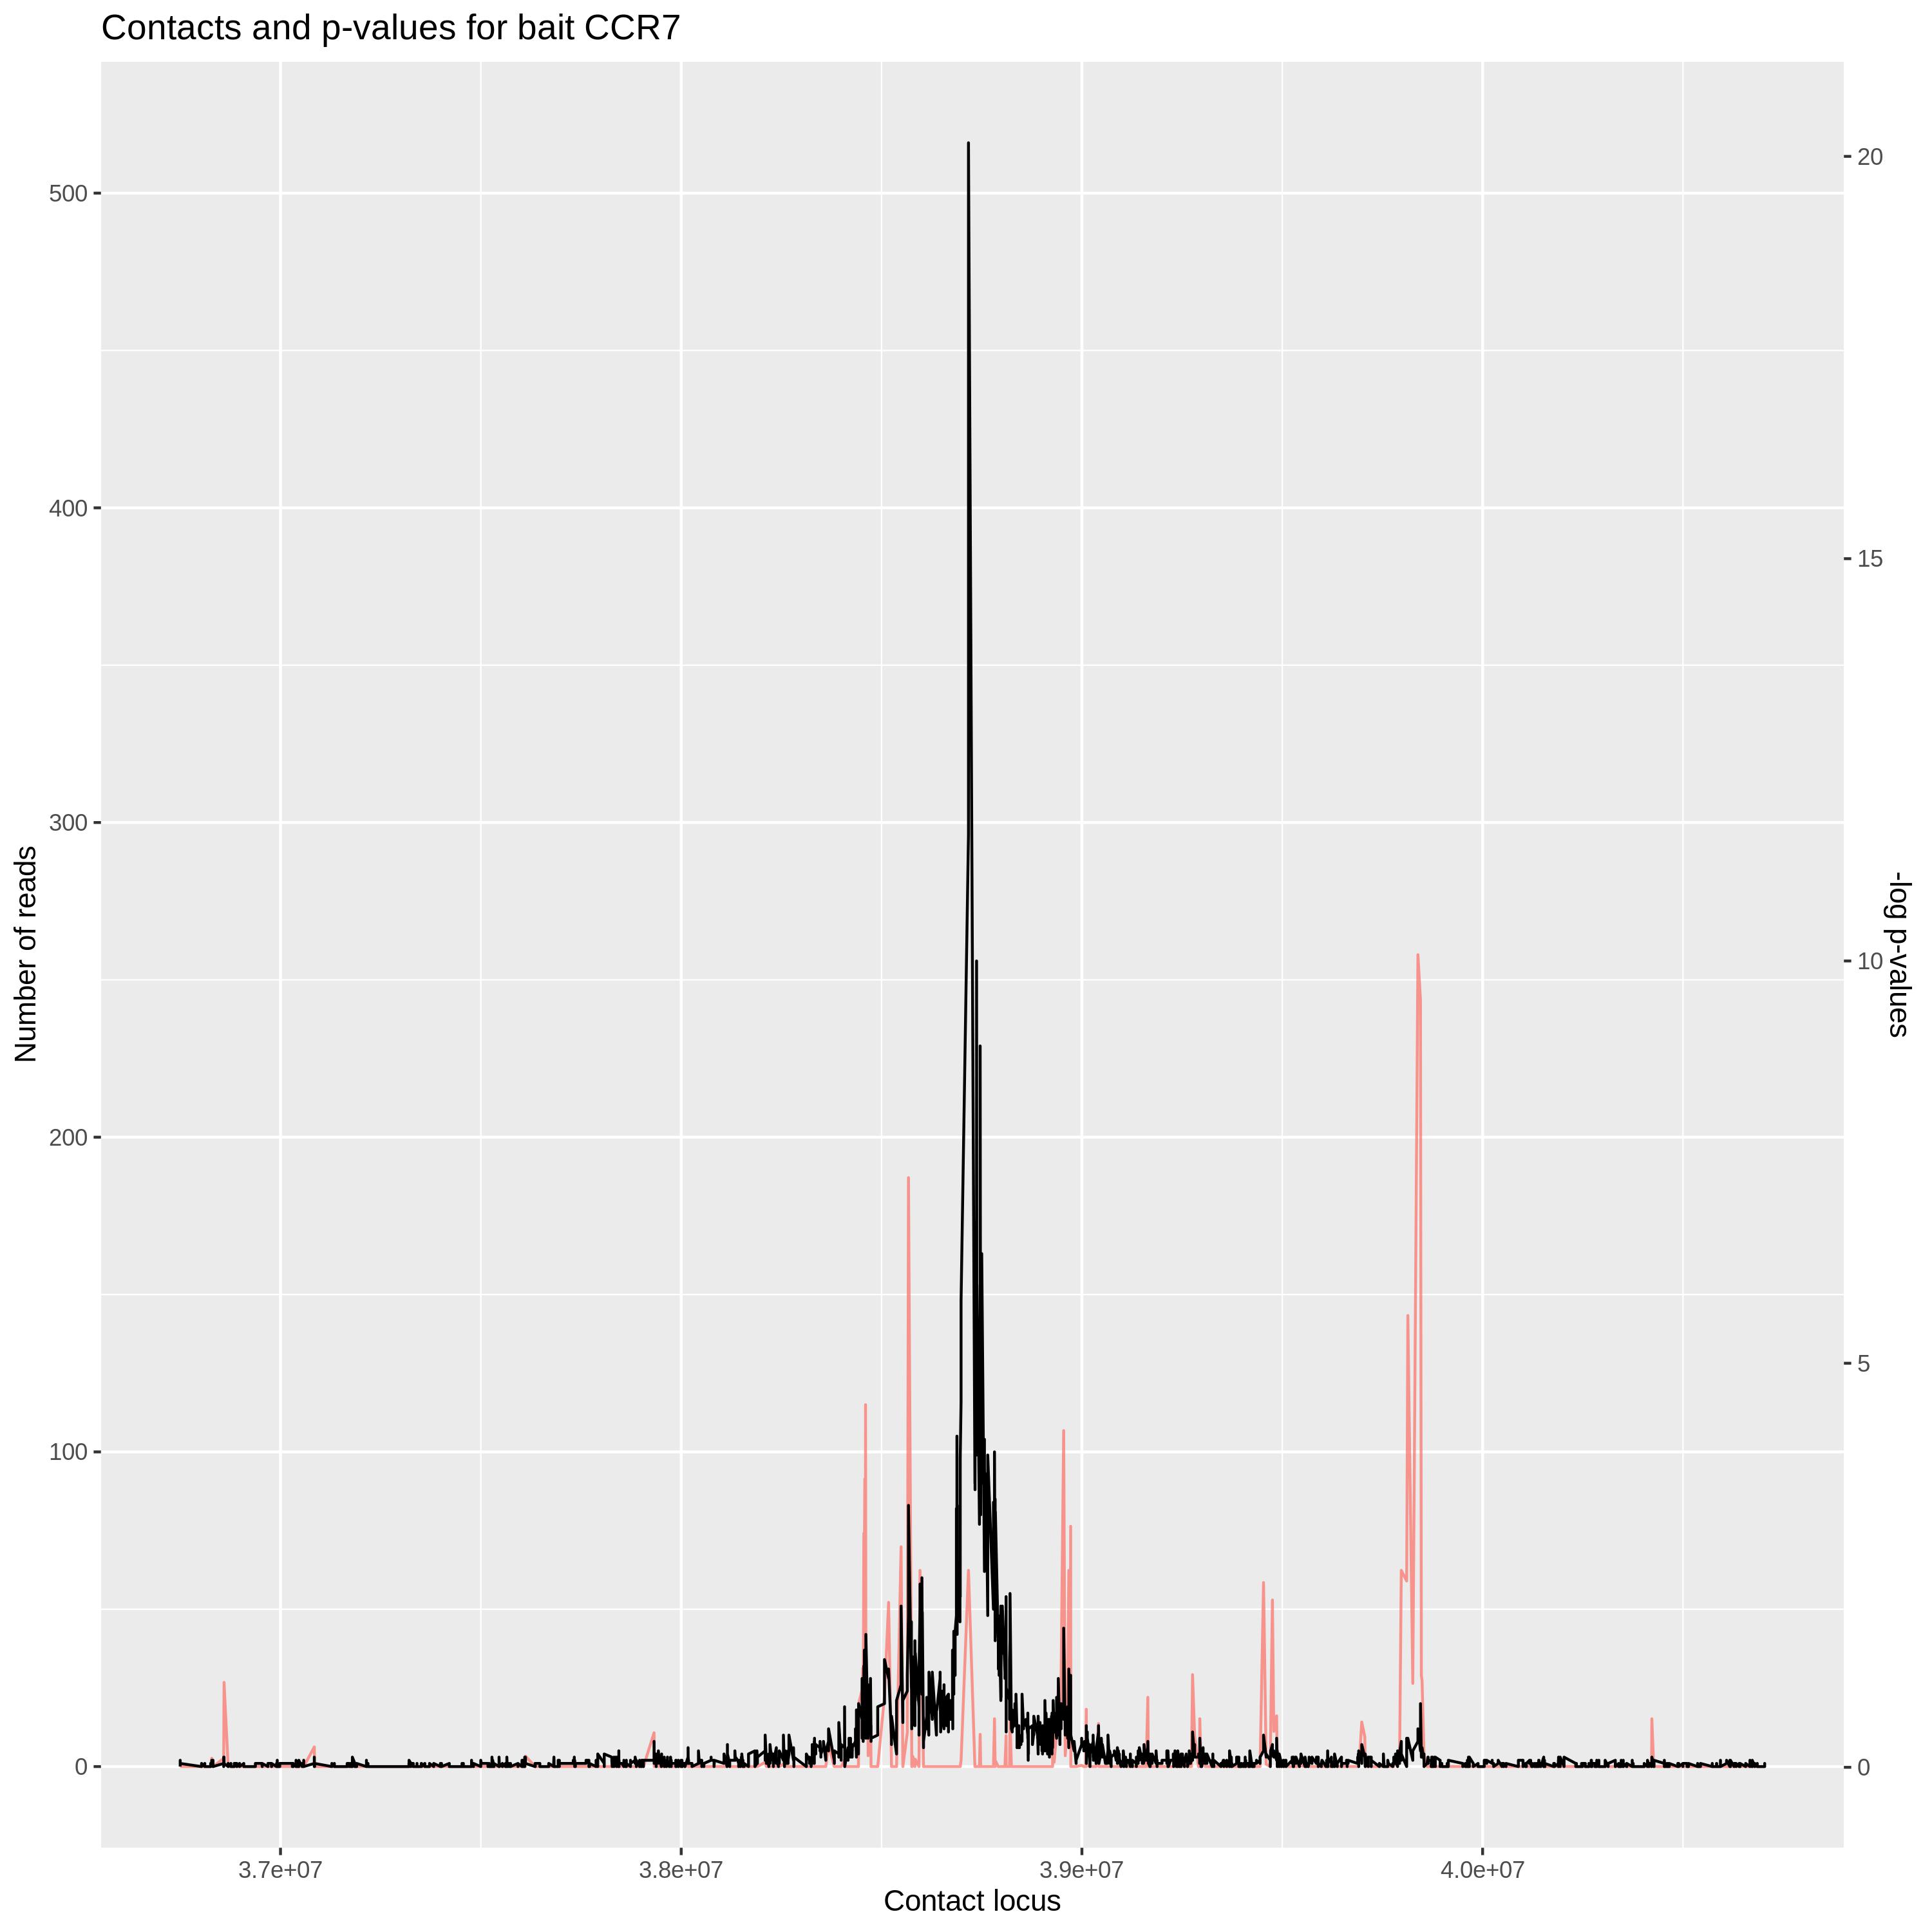 Contacts and p-values for bait CCR7
500
400
300
200
100
0
Number of reads
20
15
10
5
0
-log p-values
3.7e+07
3.8e+07
3.9e+07
4.0e+07
Contact locus